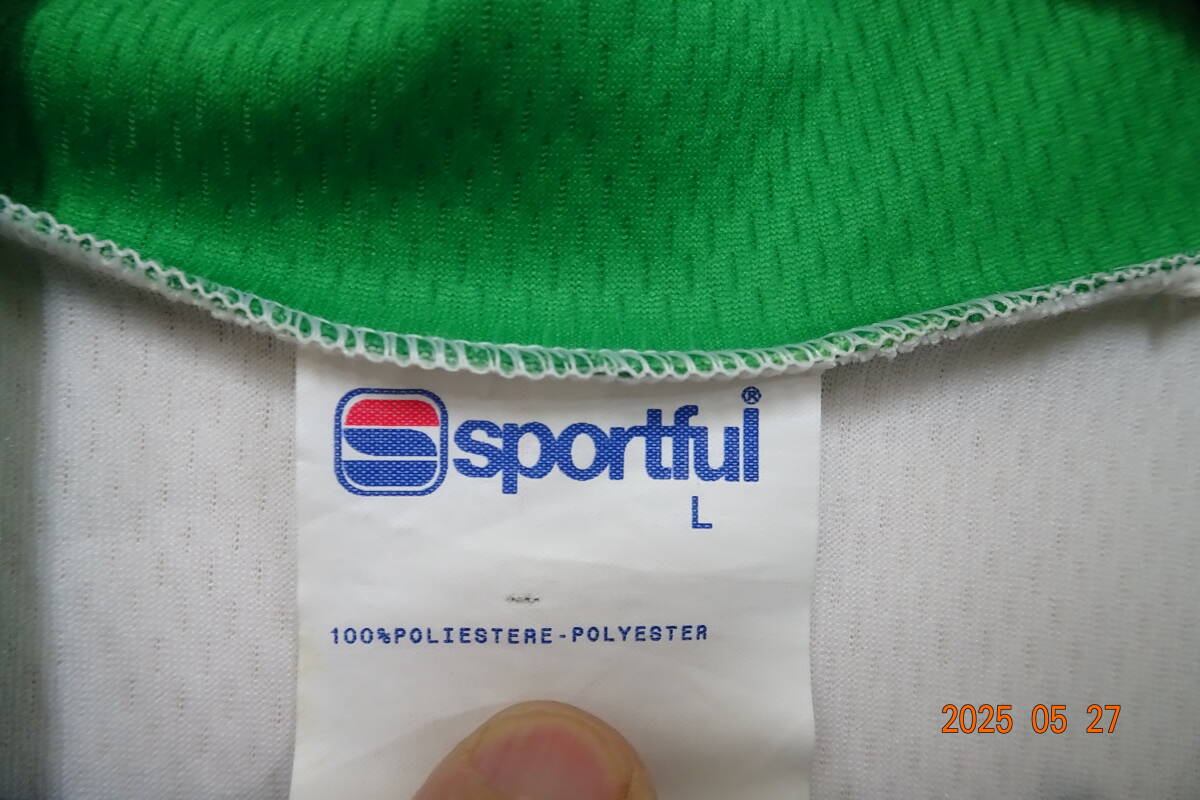 sportful®
L
100%POLIESTERE-POLYESTER
2025 05 27